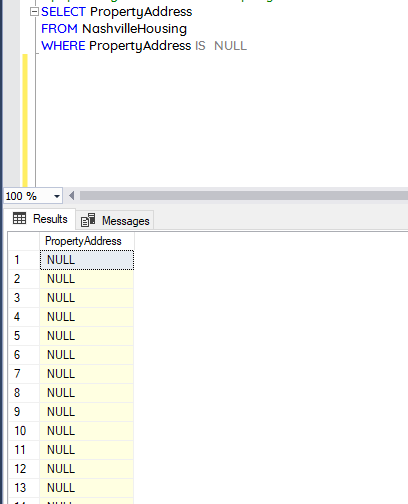 SELECT PropertyAddress
FROM NashvilleHousing
WHERE PropertyAddress IS NULL
100 %
Results Messages
PropertyAddress
1 NULL
2 NULL
3 NULL
4 NULL
5 NULL
6 NULL
7 NULL
8 NULL
9 NULL
10 NULL
11 NULL
12 NULL
13 NULL